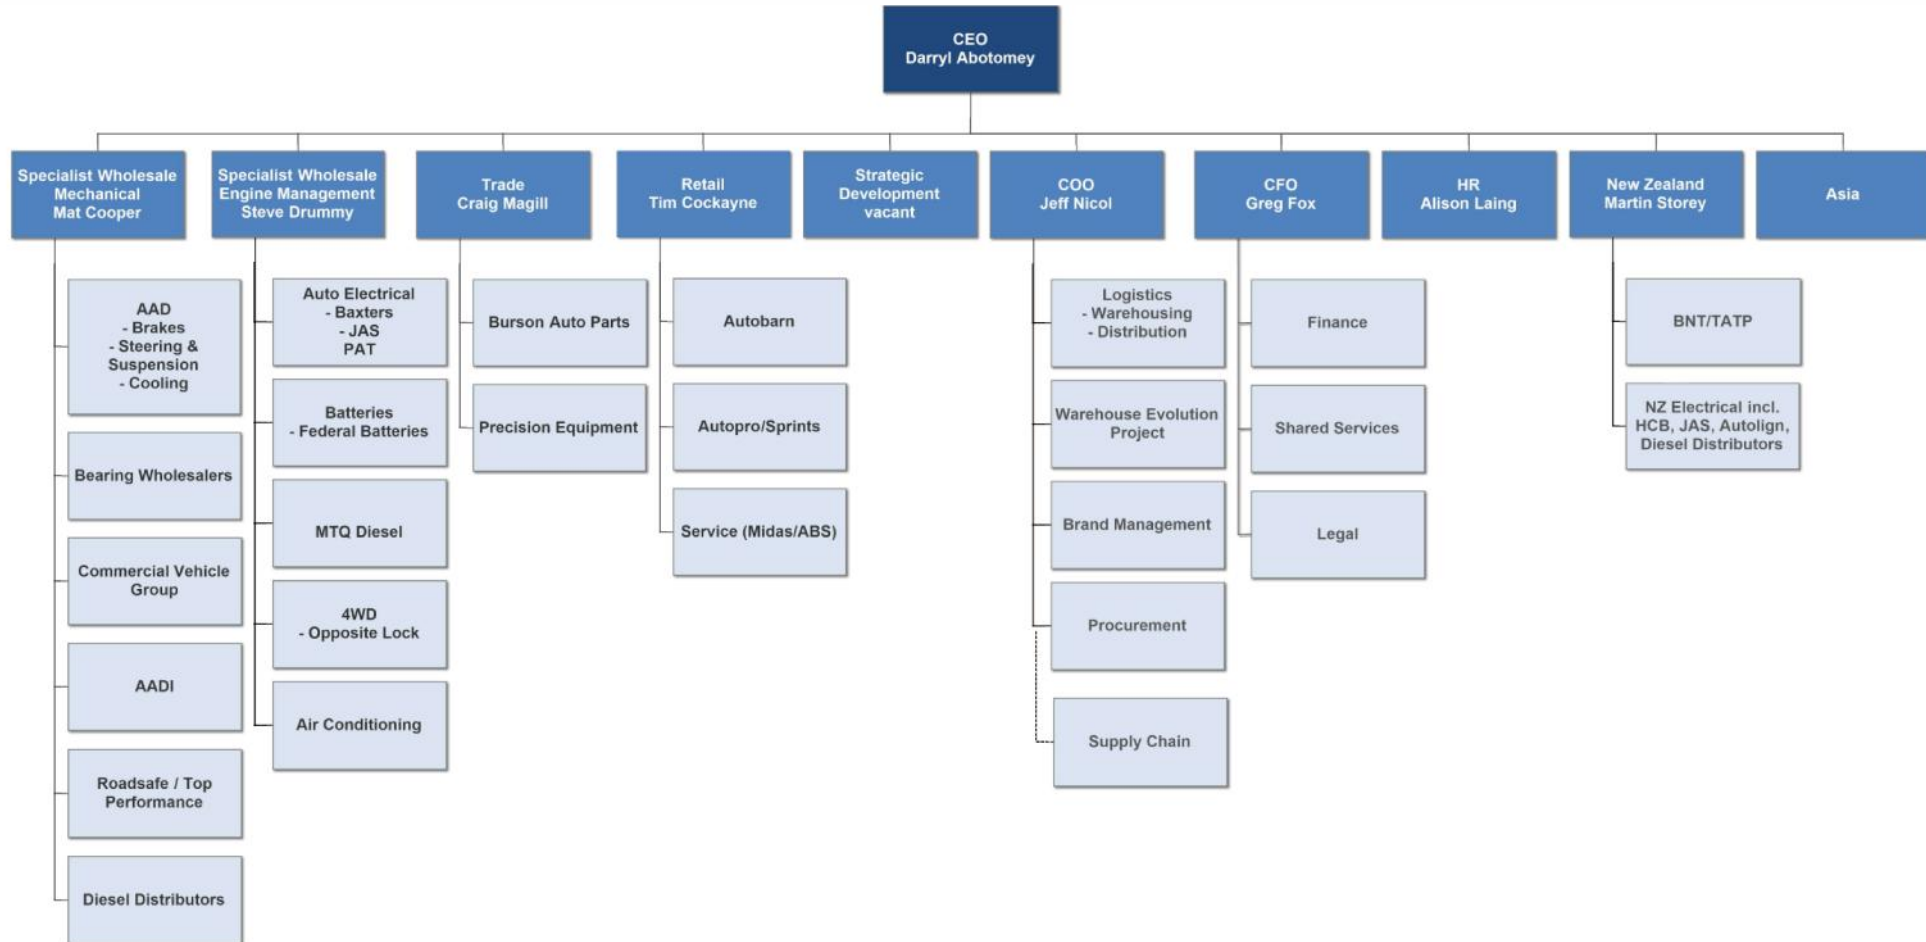 CEO
Darryl Abotomey
Specialist Wholesale
Mechanical
Mat Cooper
Specialist Wholesale
Engine Management
Steve Drummy
Trade
Craig Magill
Retail
Tim Cockayne
Strategic
Development
vacant
COO
Jeff Nicol
CFO
Greg Fox
HR
Alison Laing
New Zealand
Martin Storey
Asia
AAD
- Brakes
- Steering &
Suspension
- Cooling
Bearing Wholesalers
Commercial Vehicle
Group
AADI
Roadsafe / Top
Performance
Diesel Distributors
Auto Electrical
- Baxters
- JAS
PAT
Batteries
- Federal Batteries
MTQ Diesel
4WD
- Opposite Lock
Air Conditioning
Burson Auto Parts
Precision Equipment
Autobarn
Autopro/Sprints
Service (Midas/ABS)
Logistics
- Warehousing
- Distribution
Warehouse Evolution
Project
Brand Management
Procurement
Supply Chain
Finance
Shared Services
Legal
BNT/TATP
NZ Electrical incl.
HCB, JAS, Autolign,
Diesel Distributors